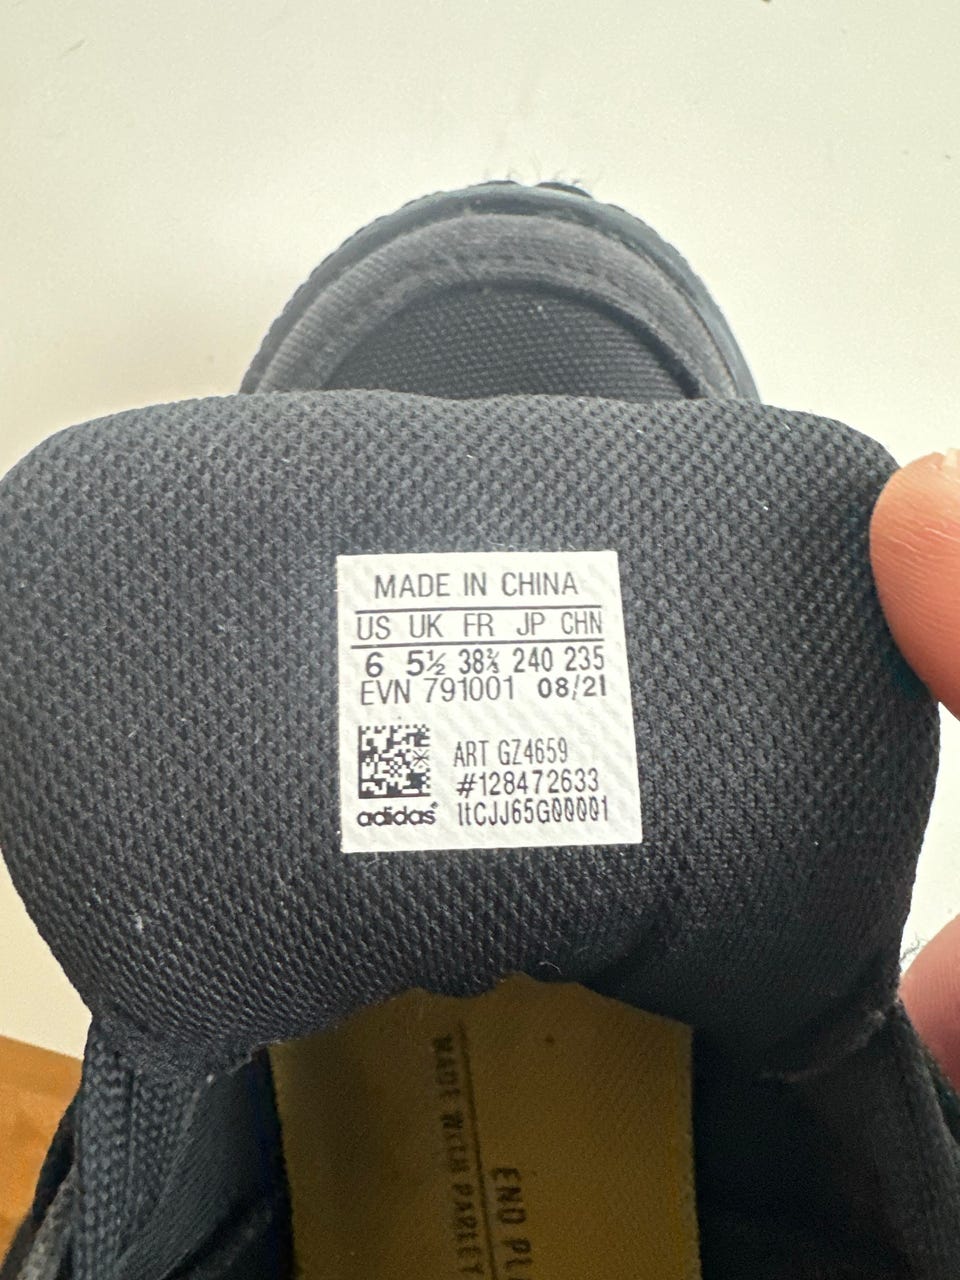 MADE IN CHINA
US UK FR JP CHN
6 5½ 38⅔ 240 235
EVN 791001 08/21
ART GZ4659
#128472633
adidas® ltCJJ65G00001
MADE WITH PARLEY
END